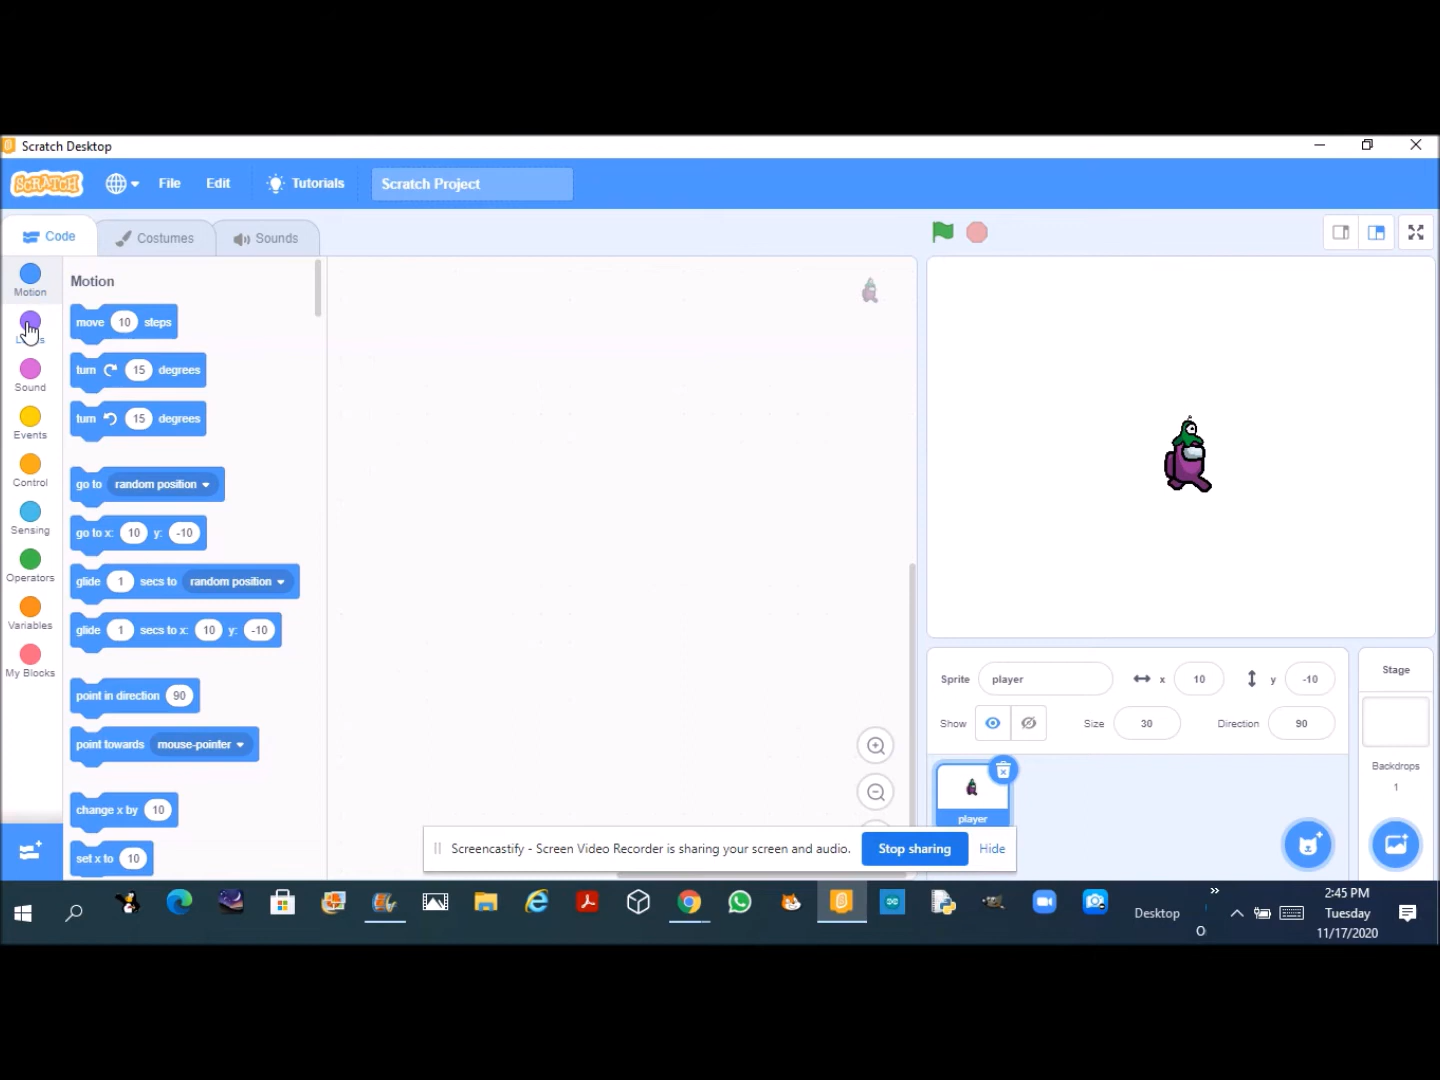 Scratch Desktop
SCRATCH File Edit Tutorials Scratch Project
Code Costumes Sounds
Motion
Sound
Events
Control
Sensing
Operators
Variables
My Blocks
Motion
move 10 steps
turn 15 degrees
turn 15 degrees
go to random position
go to x: 10 y: -10
glide 1 secs to random position
glide 1 secs to x: 10 y: -10
point in direction 90
point towards mouse-pointer
change x by 10
set x to 10
Sprite player x 10 y -10
Show Size 30 Direction 90
player
Stage
Backdrops
1
Screencastify - Screen Video Recorder is sharing your screen and audio. Stop sharing Hide
Desktop
2:45 PM
Tuesday
11/17/2020